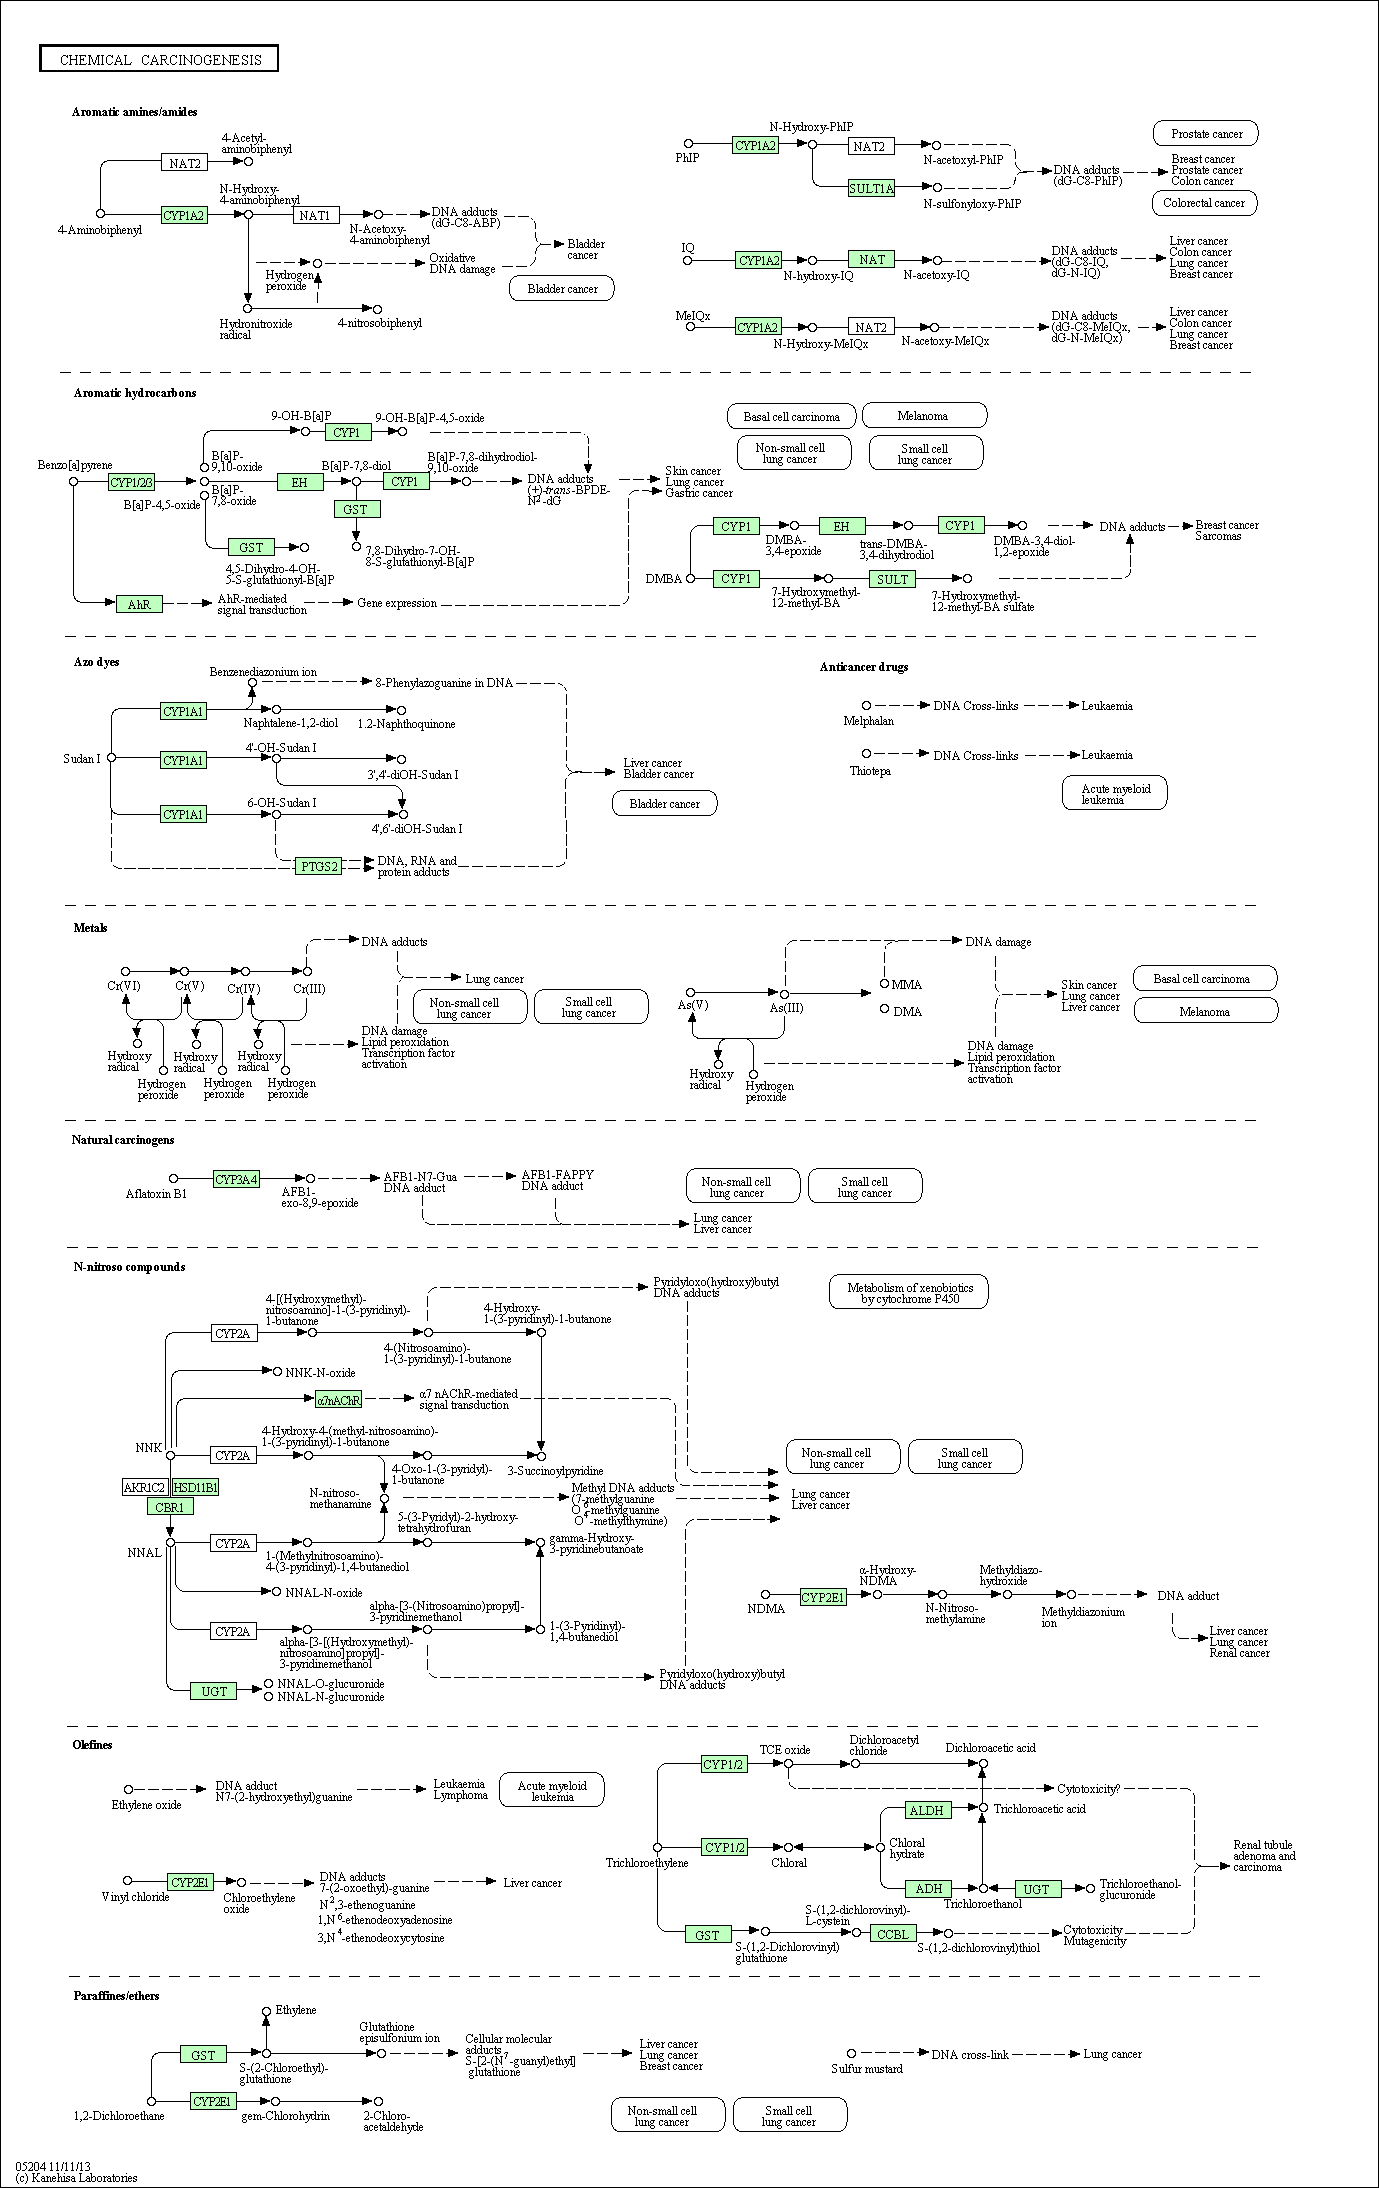 CHEMICAL CARCINOGENESIS
Aromatic amines/amides
4-Acetyl-
aminobiphenyl
NAT2
N-Hydroxy-
4-aminobiphenyl
CYP1A2
NAT1
4-Aminobiphenyl
N-Acetoxy-
4-aminobiphenyl
DNA adducts
(dG-C8-ABP)
Bladder
cancer
Hydrogen
peroxide
Oxidative
DNA damage
Bladder cancer
Hydronitroxide
radical
4-nitrosobiphenyl
N-Hydroxy-PhIP
PhIP
CYP1A2
NAT2
N-acetoxyl-PhIP
SULT1A
N-sulfonyloxy-PhIP
DNA adducts
(dG-C8-PhIP)
Prostate cancer
Breast cancer
Prostate cancer
Colon cancer
Colorectal cancer
IQ
CYP1A2
N-hydroxy-IQ
NAT
N-acetoxy-IQ
DNA adducts
(dG-C8-IQ,
dG-N-IQ)
Liver cancer
Colon cancer
Lung cancer
Breast cancer
MeIQx
CYP1A2
N-Hydroxy-MeIQx
NAT2
N-acetoxy-MeIQx
DNA adducts
(dG-C8-MeIQx,
dG-N-MeIQx)
Liver cancer
Colon cancer
Lung cancer
Breast cancer
Aromatic hydrocarbons
9-OH-B[a]P
CYP1
9-OH-B[a]P-4,5-oxide
Benzo[a]pyrene
B[a]P-
9,10-oxide
B[a]P-7,8-diol
B[a]P-7,8-dihydrodiol-
9,10-oxide
CYP1/2/3
EH
CYP1
B[a]P-4,5-oxide
B[a]P-
7,8-oxide
GST
DNA adducts
(+)-trans-BPDE-
N2-dG
Skin cancer
Lung cancer
Gastric cancer
GST
4,5-Dihydro-4-OH-
5-S-glutathionyl-B[a]P
7,8-Dihydro-7-OH-
8-S-glutathionyl-B[a]P
AhR
AhR-mediated
signal transduction
Gene expression
Basal cell carcinoma
Melanoma
Non-small cell
lung cancer
Small cell
lung cancer
CYP1
DMBA-
3,4-epoxide
EH
trans-DMBA-
3,4-dihydrodiol
CYP1
DMBA-3,4-diol-
1,2-epoxide
DNA adducts
Breast cancer
Sarcomas
DMBA
CYP1
7-Hydroxymethyl-
12-methyl-BA
SULT
7-Hydroxymethyl-
12-methyl-BA sulfate
Azo dyes
Benzenediazonium ion
8-Phenylazoguanine in DNA
CYP1A1
Naphtalene-1,2-diol
1.2-Naphthoquinone
Sudan I
CYP1A1
4'-OH-Sudan I
3',4'-diOH-Sudan I
CYP1A1
6-OH-Sudan I
4',6'-diOH-Sudan I
PTGS2
DNA, RNA and
protein adducts
Liver cancer
Bladder cancer
Bladder cancer
Anticancer drugs
Melphalan
DNA Cross-links
Leukaemia
Thiotepa
DNA Cross-links
Leukaemia
Acute myeloid
leukemia
Metals
Cr(VI)
Cr(V)
Cr(IV)
Cr(III)
DNA adducts
Lung cancer
Non-small cell
lung cancer
Small cell
lung cancer
Hydroxy
radical
Hydroxy
radical
Hydroxy
radical
Hydrogen
peroxide
Hydrogen
peroxide
Hydrogen
peroxide
DNA damage
Lipid peroxidation
Transcription factor
activation
As(V)
As(III)
MMA
DMA
DNA damage
Hydroxy
radical
Hydrogen
peroxide
DNA damage
Lipid peroxidation
Transcription factor
activation
Skin cancer
Lung cancer
Liver cancer
Basal cell carcinoma
Melanoma
Natural carcinogens
Aflatoxin B1
CYP3A4
AFB1-
exo-8,9-epoxide
AFB1-N7-Gua
DNA adduct
AFB1-FAPPY
DNA adduct
Non-small cell
lung cancer
Small cell
lung cancer
Lung cancer
Liver cancer
N-nitroso compounds
4-[(Hydroxymethyl)-
nitrosoamino]-1-(3-pyridinyl)-
1-butanone
CYP2A
4-(Nitrosoamino)-
1-(3-pyridinyl)-1-butanone
4-Hydroxy-
1-(3-pyridinyl)-1-butanone
Pyridyloxo(hydroxy)butyl
DNA adducts
Metabolism of xenobiotics
by cytochrome P450
NNK-N-oxide
α7nAChR
α7 nAChR-mediated
signal transduction
NNK
CYP2A
4-Hydroxy-4-(methyl-nitrosoamino)-
1-(3-pyridinyl)-1-butanone
4-Oxo-1-(3-pyridyl)-
1-butanone
3-Succinoylpyridine
AKR1C2
HSD11B1
CBR1
N-nitroso-
methanamine
Methyl DNA adducts
(7-methylguanine
O6-methylguanine
O4-methylthymine)
Non-small cell
lung cancer
Small cell
lung cancer
Lung cancer
Liver cancer
NNAL
CYP2A
1-(Methylnitrosoamino)-
4-(3-pyridinyl)-1,4-butanediol
5-(3-Pyridyl)-2-hydroxy-
tetrahydrofuran
gamma-Hydroxy-
3-pyridinebutanoate
NNAL-N-oxide
CYP2A
alpha-[3-[(Hydroxymethyl)-
nitrosoamino]propyl]-
3-pyridinemethanol
alpha-[3-(Nitrosoamino)propyl]-
3-pyridinemethanol
1-(3-Pyridinyl)-
1,4-butanediol
Pyridyloxo(hydroxy)butyl
DNA adducts
UGT
NNAL-O-glucuronide
NNAL-N-glucuronide
NDMA
CYP2E1
α-Hydroxy-
NDMA
N-Nitroso-
methylamine
Methyldiazo-
hydroxide
Methyldiazonium
ion
DNA adduct
Liver cancer
Lung cancer
Renal cancer
Olefines
Ethylene oxide
DNA adduct
N7-(2-hydroxyethyl)guanine
Leukaemia
Lymphoma
Acute myeloid
leukemia
Vinyl chloride
CYP2E1
Chloroethylene
oxide
DNA adducts
7-(2-oxoethyl)-guanine
N2,3-ethenoguanine
1,N6-ethenodeoxyadenosine
3,N4-ethenodeoxycytosine
Liver cancer
CYP1/2
TCE oxide
Dichloroacetyl
chloride
Dichloroacetic acid
Cytotoxicity?
ALDH
Trichloroacetic acid
Trichloroethylene
CYP1/2
Chloral
Chloral
hydrate
ADH
Trichloroethanol
UGT
Trichloroethanol-
glucuronide
Renal tubule
adenoma and
carcinoma
GST
S-(1,2-Dichlorovinyl)
glutathione
S-(1,2-dichlorovinyl)-
L-cystein
CCBL
S-(1,2-dichlorovinyl)thiol
Cytotoxicity
Mutagenicity
Paraffines/ethers
Ethylene
GST
S-(2-Chloroethyl)-
glutathione
Glutathione
episulfonium ion
Cellular molecular
adducts
S-[2-(N7-guanyl)ethyl]
glutathione
Liver cancer
Lung cancer
Breast cancer
1,2-Dichloroethane
CYP2E1
gem-Chlorohydrin
2-Chloro-
acetaldehyde
Non-small cell
lung cancer
Small cell
lung cancer
Sulfur mustard
DNA cross-link
Lung cancer
05204 11/11/13
(c) Kanehisa Laboratories